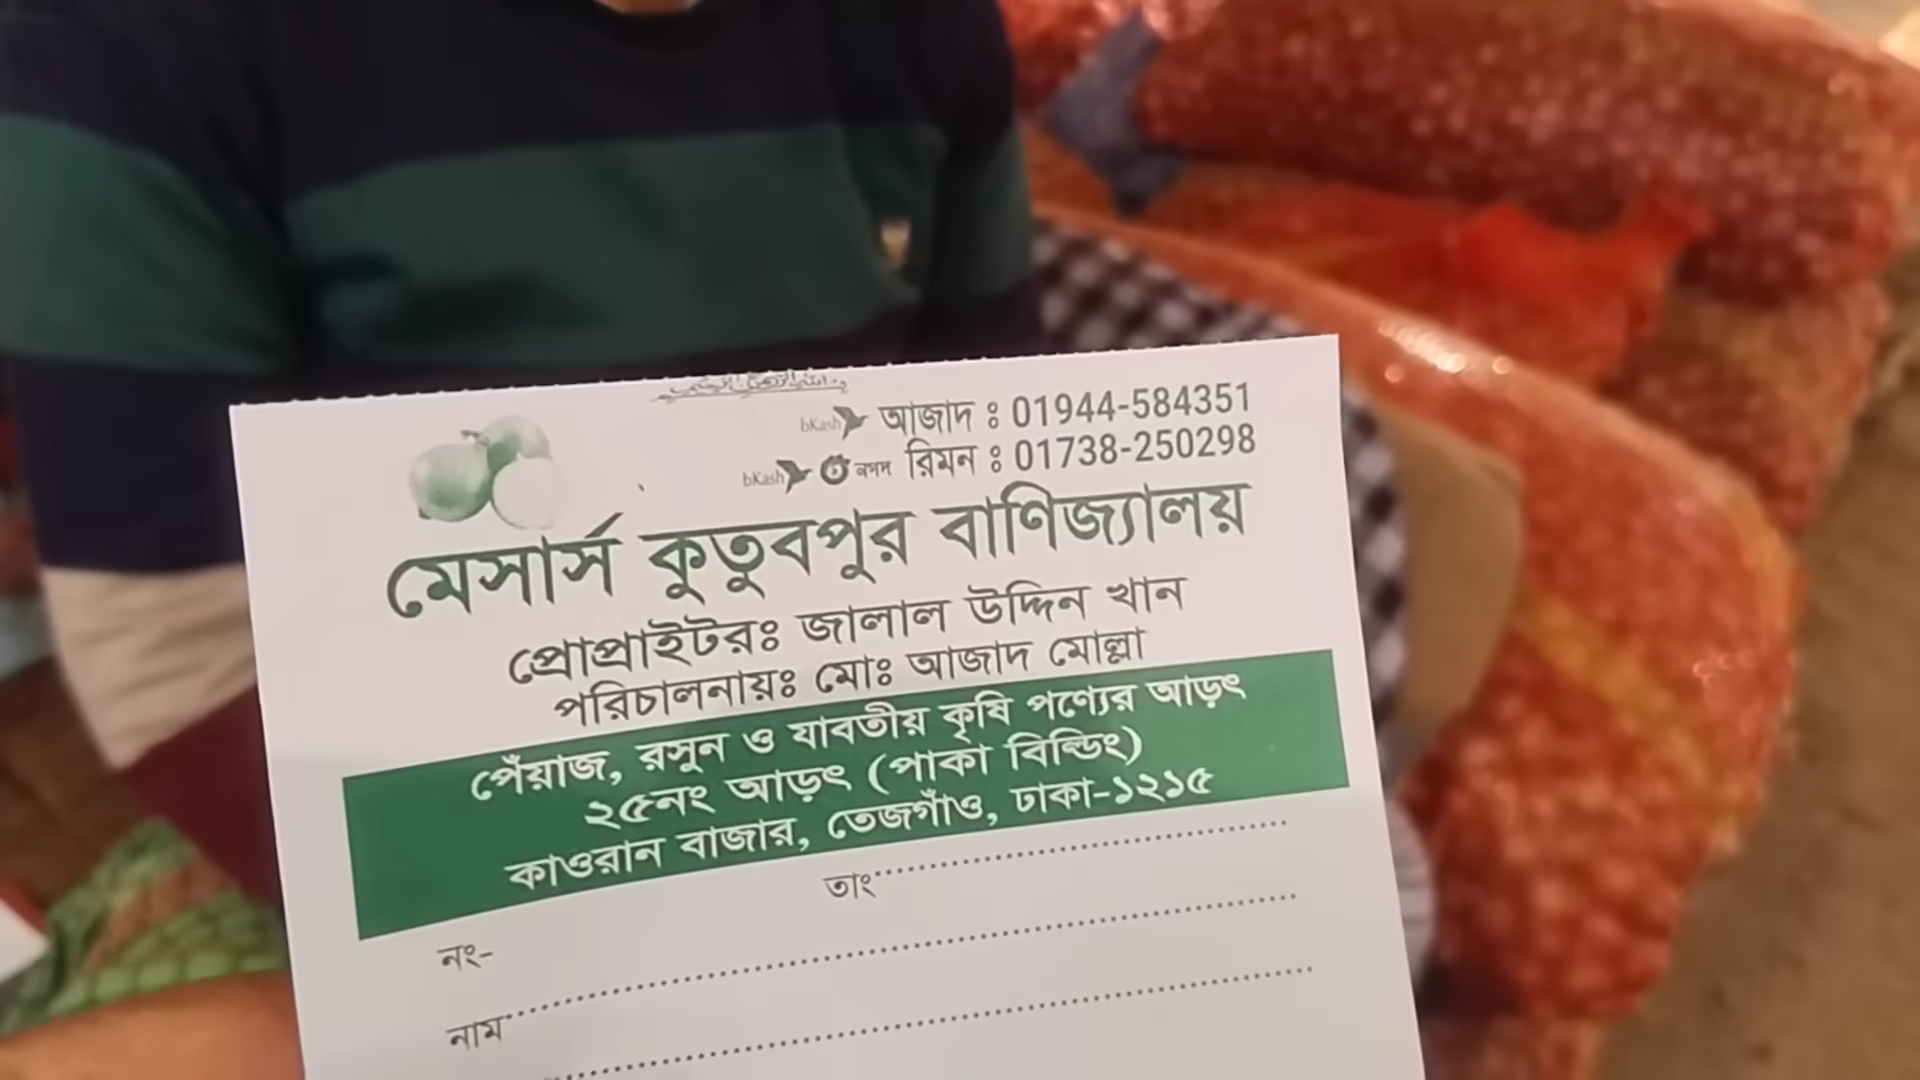 bKash আজাদ ঃ 01944-584351
bKash নগদ রিমন ঃ 01738-250298
মেসার্স কুতুবপুর বাণিজ্যালয়
প্রোপ্রাইটরঃ জালাল উদ্দিন খান
পরিচালনায়ঃ মোঃ আজাদ মোল্লা
পেঁয়াজ, রসুন ও যাবতীয় কৃষি পণ্যের আড়ৎ
২৫নং আড়ৎ (পাকা বিল্ডিং)
কাওরান বাজার, তেজগাঁও, ঢাকা-১২১৫
তাং
নং-
নাম